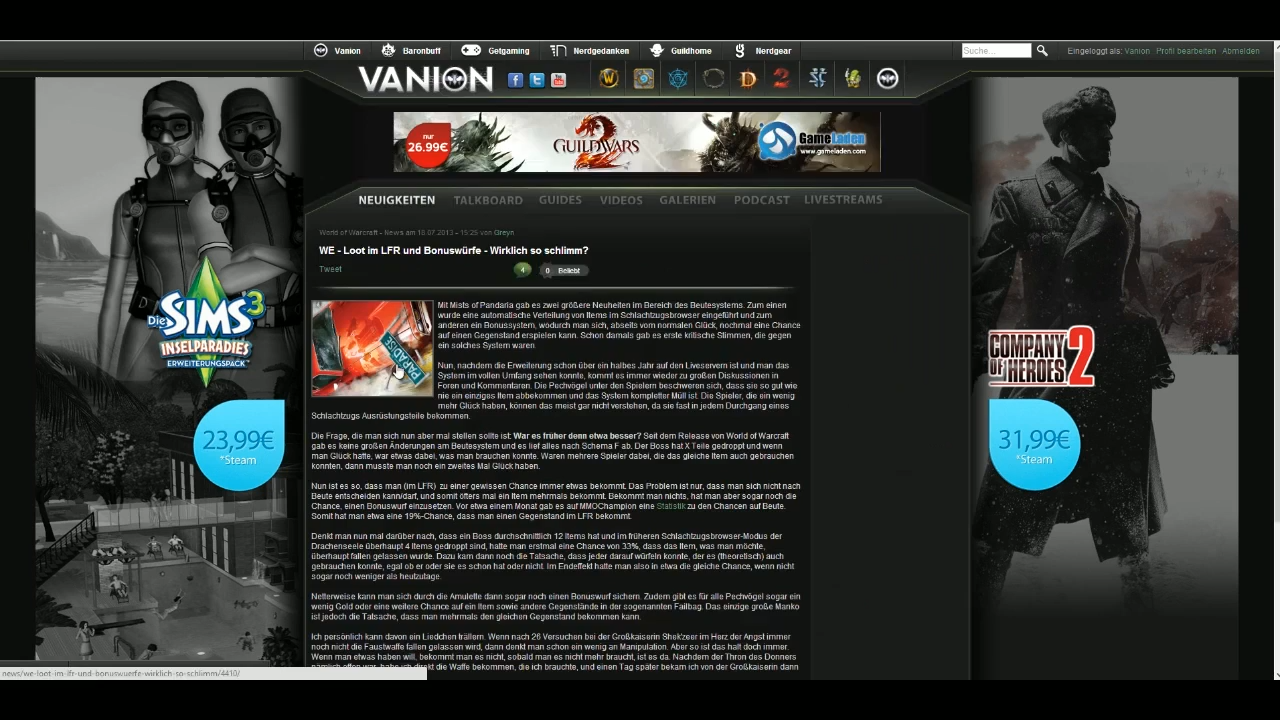 Vanion Baronbuff Getgaming Nerdgedanken Guildhome Nerdgear
Suche... Eingeloggt als: Vanion Profil bearbeiten Abmelden
VANION
nur
26.99€
GUILD WARS 2
GameLaden
www.gameladen.com
NEUIGKEITEN TALKBOARD GUIDES VIDEOS GALERIEN PODCAST LIVESTREAMS
World of Warcraft - News am 18.07.2013 - 15:25 von Greyn
WE - Loot im LFR und Bonuswürfe - Wirklich so schlimm?
Tweet 4 0 Beliebt
PARADISE
Mit Mists of Pandaria gab es zwei größere Neuheiten im Bereich des Beutesystems. Zum einen
wurde eine automatische Verteilung von Items im Schlachtzugsbrowser eingeführt und zum
anderen ein Bonussystem, wodurch man sich, abseits vom normalen Glück, nochmal eine Chance
auf einen Gegenstand erspielen kann. Schon damals gab es erste kritische Stimmen, die gegen
ein solches System waren.
Nun, nachdem die Erweiterung schon über ein halbes Jahr auf den Liveservern ist und man das
System im vollen Umfang sehen konnte, kommt es immer wieder zu großen Diskussionen in
Foren und Kommentaren. Die Pechvögel unter den Spielern beschweren sich, dass sie so gut wie
nie ein einziges Item abbekommen und das System kompletter Müll ist. Die Spieler, die ein wenig
mehr Glück haben, können das meist gar nicht verstehen, da sie fast in jedem Durchgang eines
Schlachtzugs Ausrüstungsteile bekommen.
Die Frage, die man sich nun aber mal stellen sollte ist: War es früher denn etwa besser? Seit dem Release von World of Warcraft
gab es keine großen Änderungen am Beutesystem und es lief alles nach Schema F ab. Der Boss hat X Teile gedroppt und wenn
man Glück hatte, war etwas dabei, was man brauchen konnte. Waren mehrere Spieler dabei, die das gleiche Item auch gebrauchen
konnten, dann musste man noch ein zweites Mal Glück haben.
Nun ist es so, dass man (im LFR) zu einer gewissen Chance immer etwas bekommt. Das Problem ist nur, dass man sich nicht nach
Beute entscheiden kann/darf, und somit öfters mal ein Item mehrmals bekommt. Bekommt man nichts, hat man aber sogar noch die
Chance, einen Bonuswurf einzusetzen. Vor etwa einem Monat gab es auf MMOChampion eine Statistik zu den Chancen auf Beute.
Somit hat man etwa eine 19%-Chance, dass man einen Gegenstand im LFR bekommt.
Denkt man nun mal darüber nach, dass ein Boss durchschnittlich 12 Items hat und im früheren Schlachtzugsbrowser-Modus der
Drachenseele überhaupt 4 Items gedroppt sind, hatte man erstmal eine Chance von 33%, dass das Item, was man möchte,
überhaupt fallen gelassen wurde. Dazu kam dann noch die Tatsache, dass jeder darauf würfeln konnte, der es (theoretisch) auch
gebrauchen konnte, egal ob er oder sie es schon hat oder nicht. Im Endeffekt hatte man also in etwa die gleiche Chance, wenn nicht
sogar noch weniger als heutzutage.
Netterweise kann man sich durch die Amulette dann sogar noch einen Bonuswurf sichern. Zudem gibt es für alle Pechvögel sogar ein
wenig Gold oder eine weitere Chance auf ein Item sowie andere Gegenstände in der sogenannten Failbag. Das einzige große Manko
ist jedoch die Tatsache, dass man mehrmals den gleichen Gegenstand bekommen kann.
Ich persönlich kann davon ein Liedchen trällern. Wenn nach 26 Versuchen bei der Großkaiserin Shek'zeer im Herz der Angst immer
noch nicht die Faustwaffe fallen gelassen wird, dann denkt man schon ein wenig an Manipulation. Aber so ist das halt doch immer.
Wenn man etwas haben will, bekommt man es nicht, sobald man es nicht mehr braucht, ist es da. Nachdem der Thron des Donners
nämlich offen war, habe ich direkt die Waffe bekommen, die ich brauchte, und einen Tag später bekam ich von der Großkaiserin dann
Die SIMS 3
INSELPARADIES
ERWEITERUNGSPACK
23,99€
*Steam
COMPANY
OF HEROES 2
31,99€
*Steam
news/we-loot-im-lfr-und-bonuswuerfe-wirklich-so-schlimm/4410/